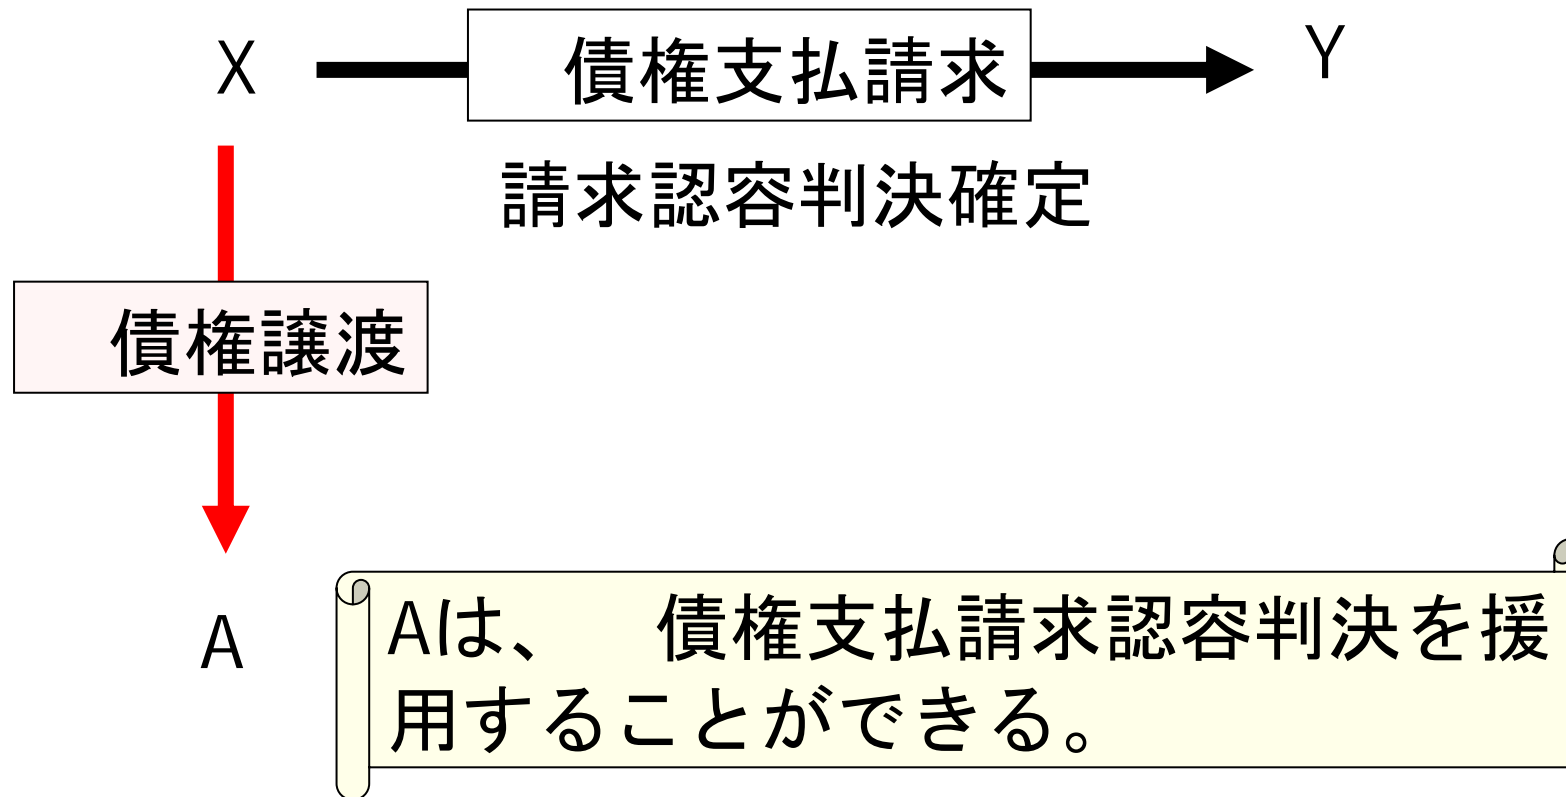 X
債権支払請求
Y
請求認容判決確定
債権譲渡
A
Aは、　債権支払請求認容判決を援
用することができる。